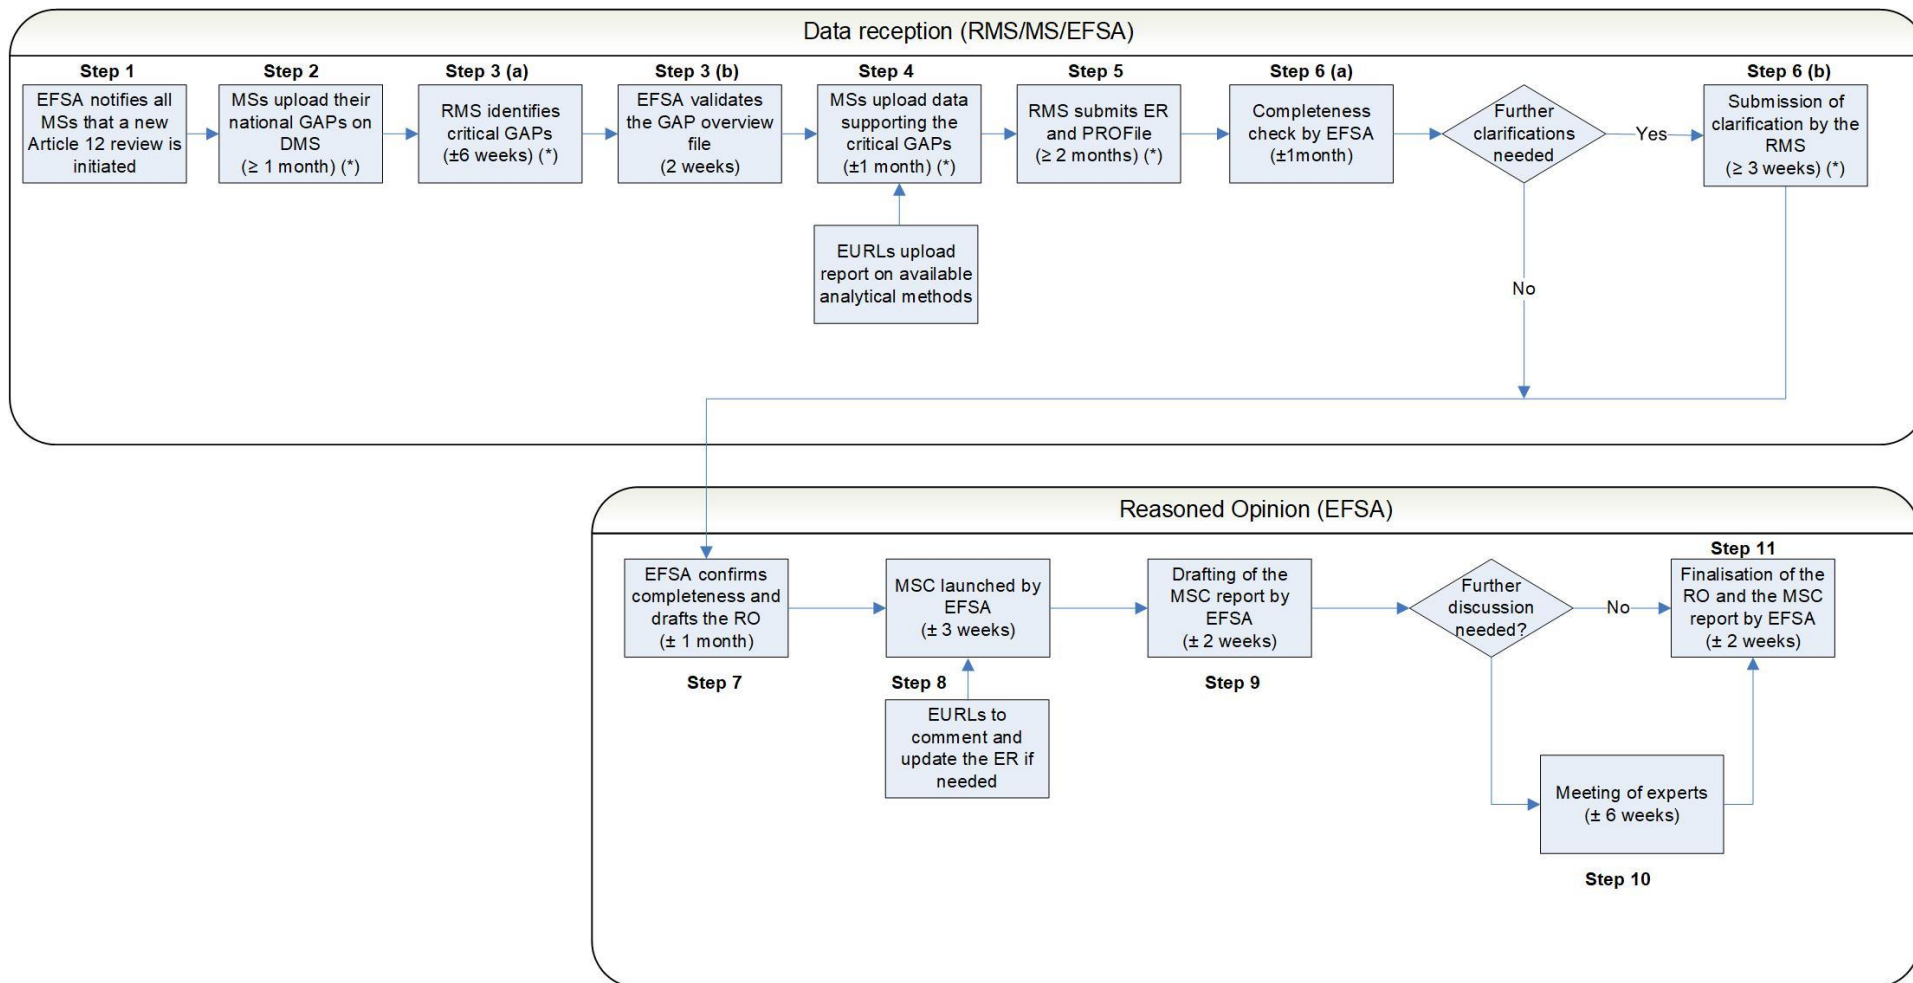 Data reception (RMS/MS/EFSA)
Step 1
EFSA notifies all
MSs that a new
Article 12 review is
initiated
Step 2
MSs upload their
national GAPs on
DMS
(≥ 1 month) (*)
Step 3 (a)
RMS identifies
critical GAPs
(±6 weeks) (*)
Step 3 (b)
EFSA validates
the GAP overview
file
(2 weeks)
Step 4
MSs upload data
supporting the
critical GAPs
(±1 month) (*)
EURLs upload
report on available
analytical methods
Step 5
RMS submits ER
and PROFile
(≥ 2 months) (*)
Step 6 (a)
Completeness
check by EFSA
(±1month)
Further
clarifications
needed
Yes
No
Step 6 (b)
Submission of
clarification by the
RMS
(≥ 3 weeks) (*)
Reasoned Opinion (EFSA)
EFSA confirms
completeness and
drafts the RO
(± 1 month)
Step 7
MSC launched by
EFSA
(± 3 weeks)
Step 8
EURLs to
comment and
update the ER if
needed
Drafting of the
MSC report by
EFSA
(± 2 weeks)
Step 9
Further
discussion
needed?
No
Meeting of experts
(± 6 weeks)
Step 10
Step 11
Finalisation of the
RO and the MSC
report by EFSA
(± 2 weeks)